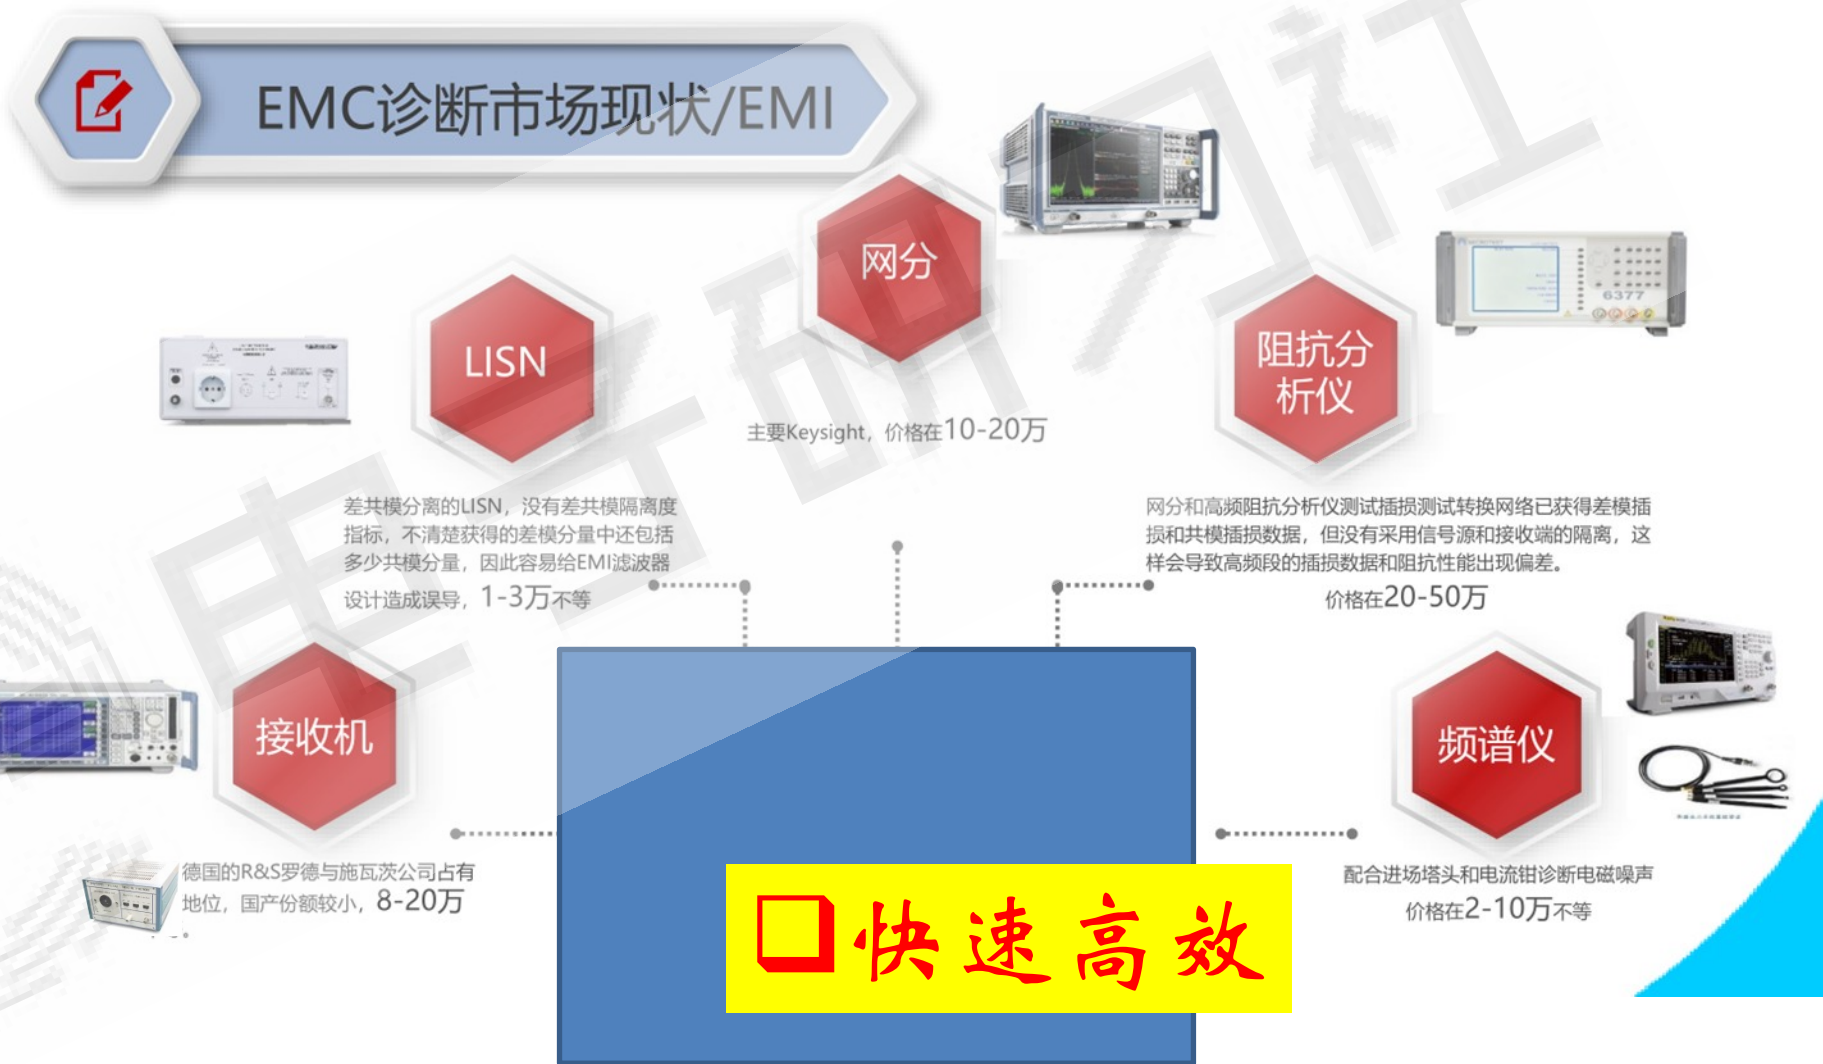 EMC诊断市场现状/EMI
网分
主要Keysight，价格在10-20万
LISN
差共模分离的LISN，没有差共模隔离度
指标，不清楚获得的差模分量中还包括
多少共模分量，因此容易给EMI滤波器
设计造成误导，1-3万不等
阻抗分
析仪
6377
网分和高频阻抗分析仪测试插损测试转换网络已获得差模插
损和共模插损数据，但没有采用信号源和接收端的隔离，这
样会导致高频段的插损数据和阻抗性能出现偏差。
价格在20-50万
接收机
德国的R&S罗德与施瓦茨公司占有
地位，国产份额较小，8-20万
频谱仪
配合进场塔头和电流钳诊断电磁噪声
价格在2-10万不等
快速高效
电子研习社